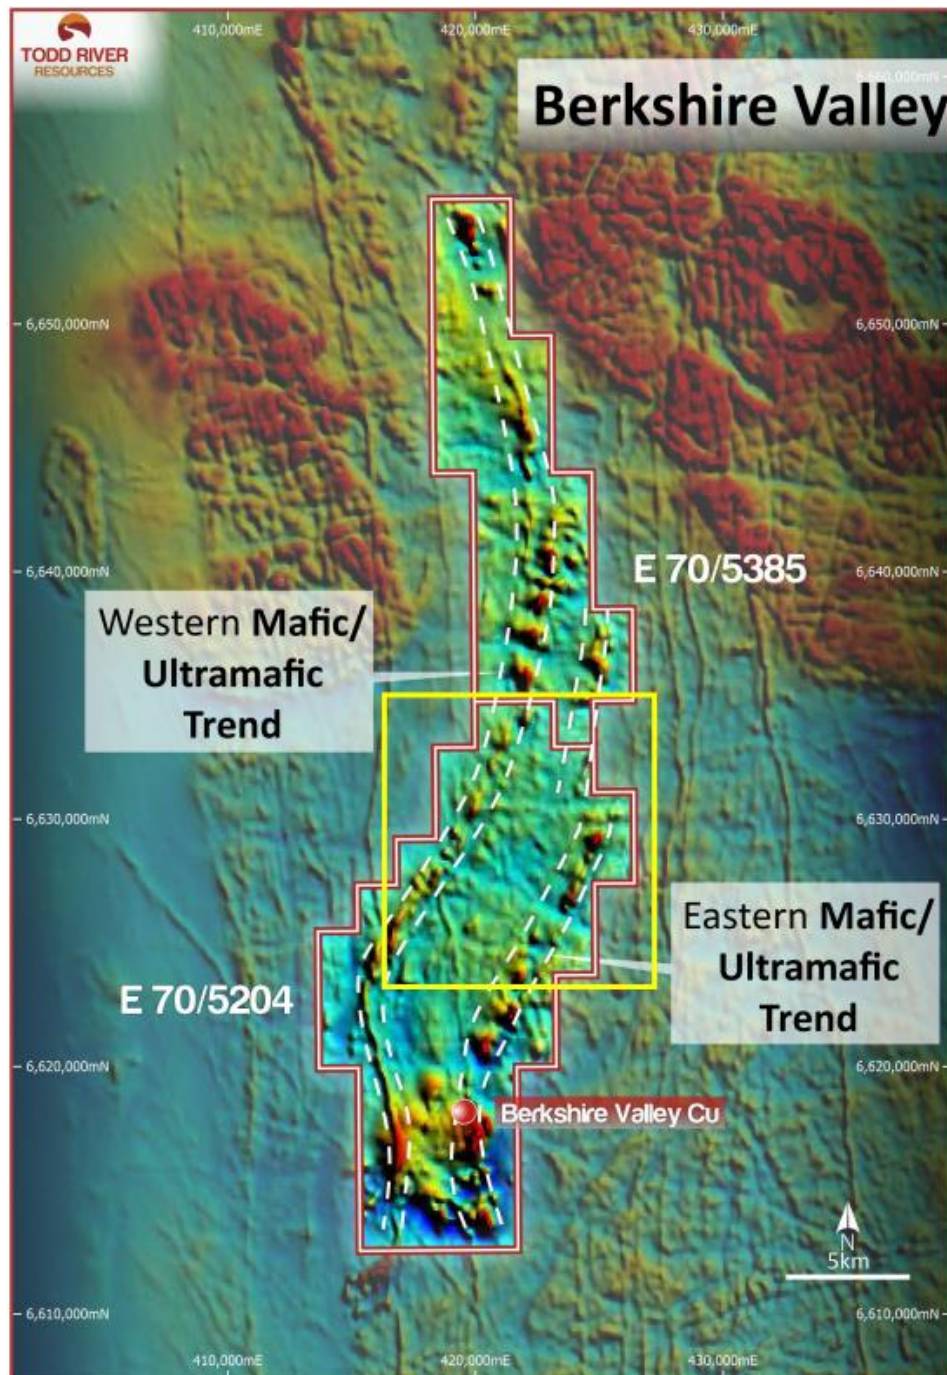 TODD RIVER
RESOURCES
410,000mE
420,000mE
430,000mE
6,660,000mN
Berkshire Valley
6,650,000mN
6,650,000mN
E 70/5385
6,640,000mN
6,640,000mN
Western Mafic/
Ultramafic
Trend
6,630,000mN
6,630,000mN
Eastern Mafic/
Ultramafic
Trend
E 70/5204
6,620,000mN
6,620,000mN
Berkshire Valley Cu
N
5km
6,610,000mN
6,610,000mN
410,000mE
420,000mE
430,000mE